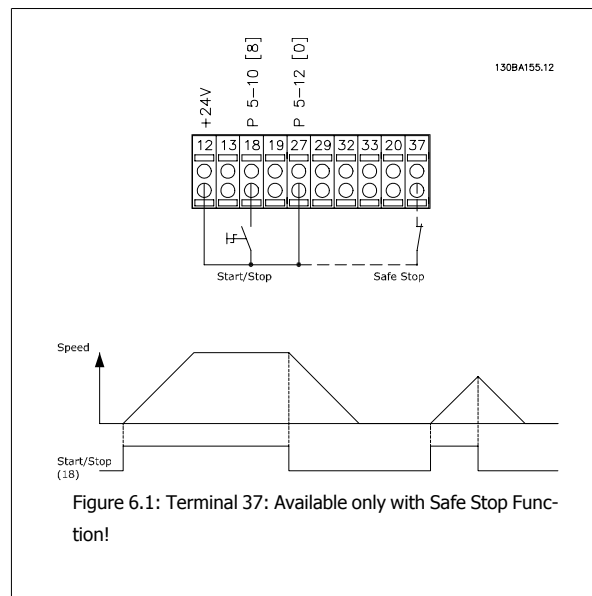 130BA155.12
+24V
P 5-10 [8]
P 5-12 [0]
12 13 18 19 27 29 32 33 20 37
Start/Stop
Safe Stop
Speed
Start/Stop
(18)
Figure 6.1: Terminal 37: Available only with Safe Stop Func-
tion!